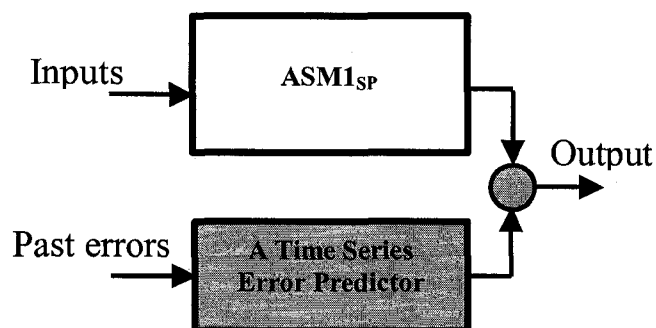 Inputs
ASM1SP
Output
Past errors
A Time Series
Error Predictor